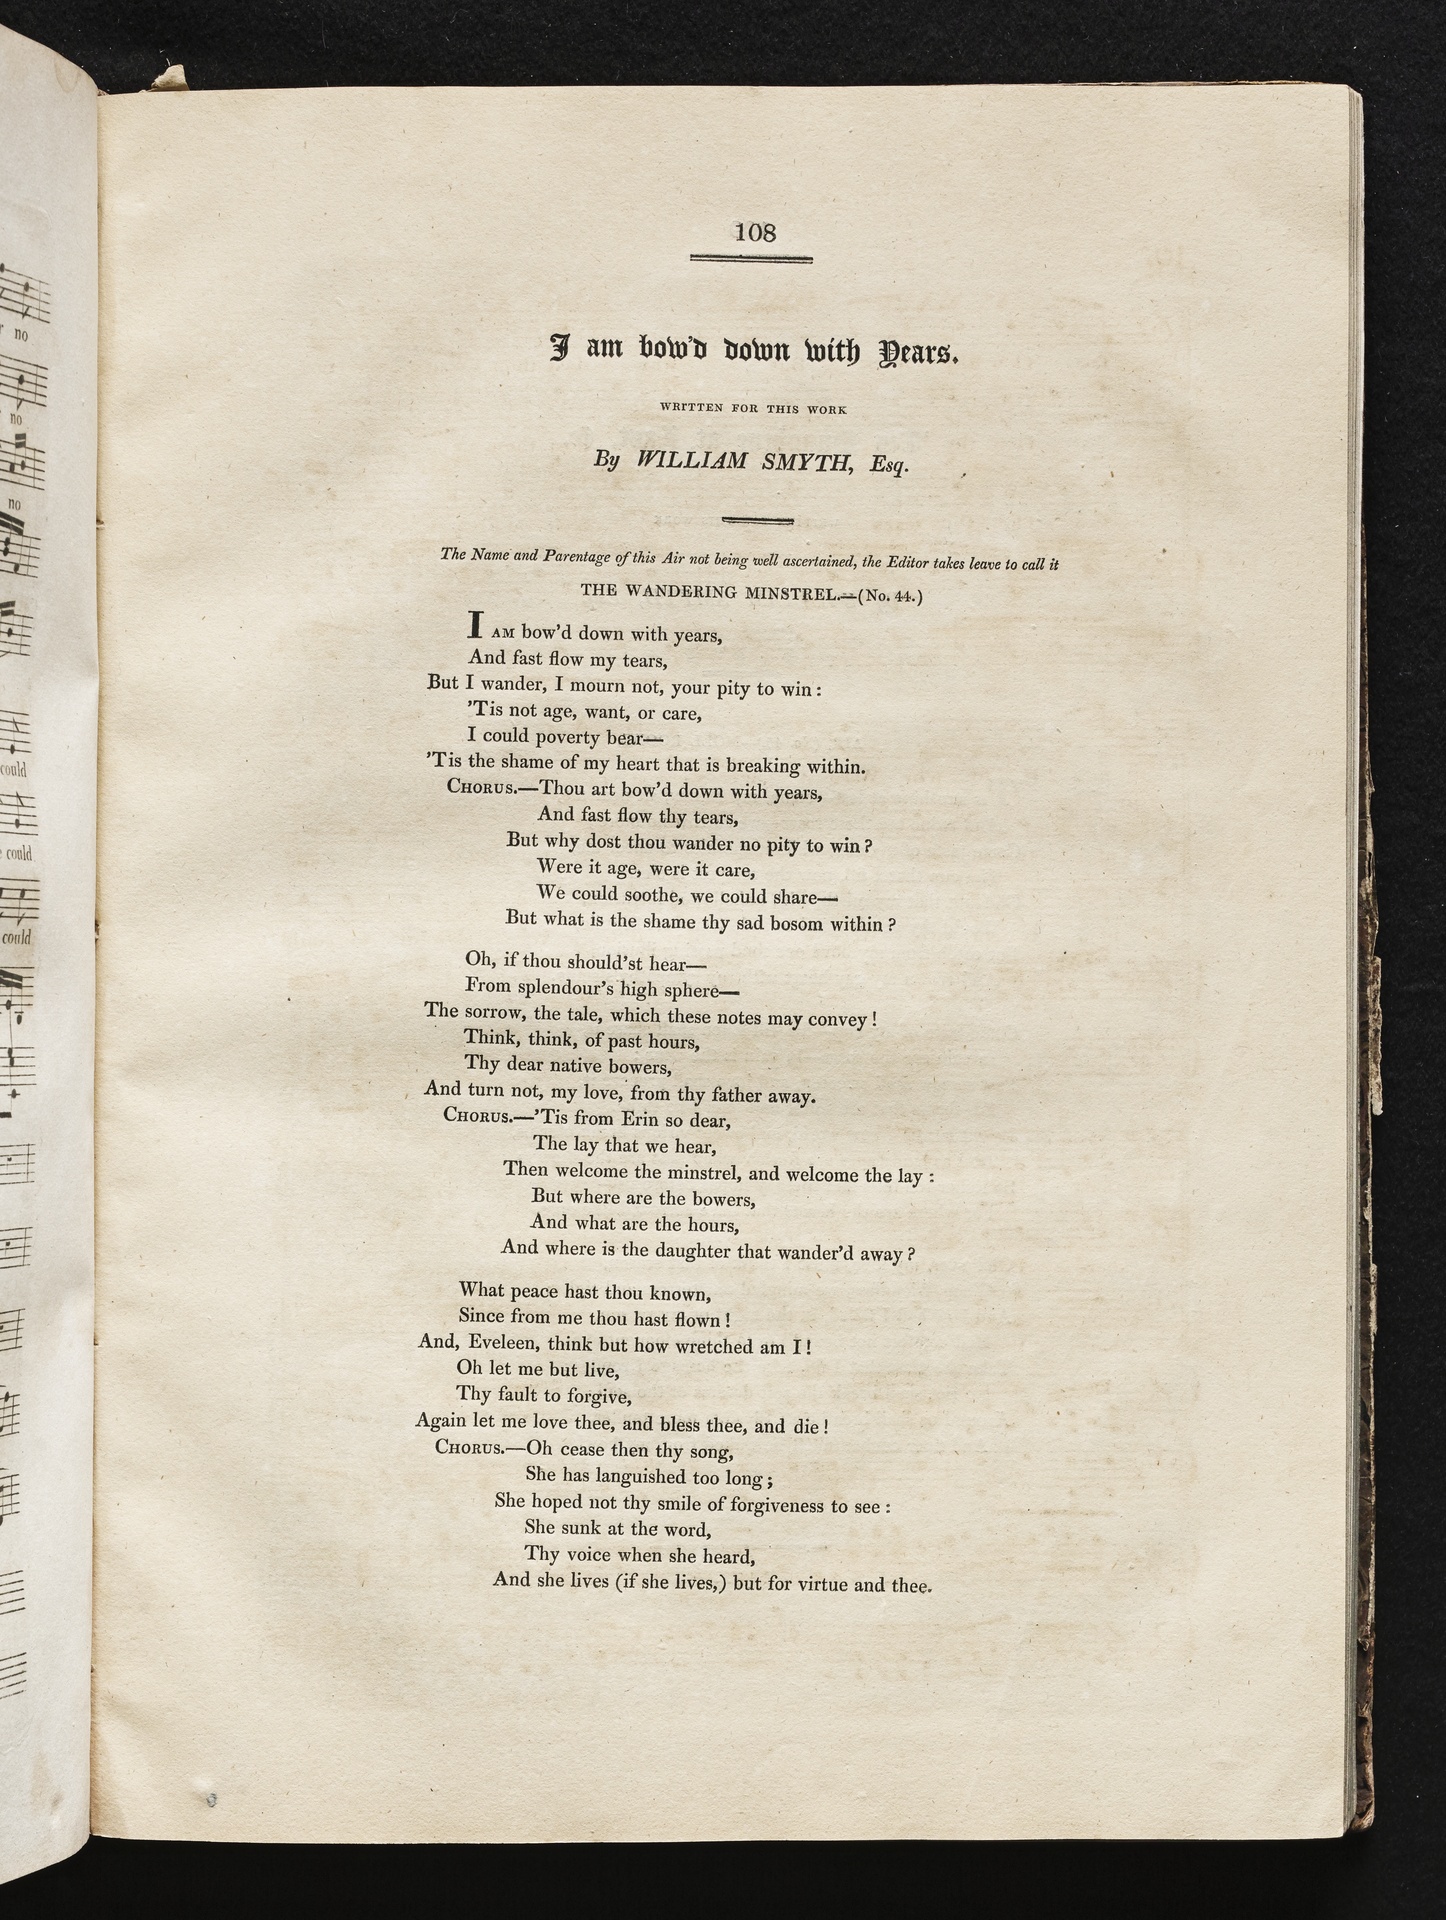 r no
no
no
could
e could
could
108
I am bow'd down with Years.
WRITTEN FOR THIS WORK
By WILLIAM SMYTH, Esq.
The Name and Parentage of this Air not being well ascertained, the Editor takes leave to call it
THE WANDERING MINSTREL.—(No. 44.)
I AM bow'd down with years,
And fast flow my tears,
But I wander, I mourn not, your pity to win :
'Tis not age, want, or care,
I could poverty bear—
'Tis the shame of my heart that is breaking within.
CHORUS.—Thou art bow'd down with years,
And fast flow thy tears,
But why dost thou wander no pity to win ?
Were it age, were it care,
We could soothe, we could share—
But what is the shame thy sad bosom within ?
Oh, if thou should'st hear—
From splendour's high sphere—
The sorrow, the tale, which these notes may convey !
Think, think, of past hours,
Thy dear native bowers,
And turn not, my love, from thy father away.
CHORUS.—'Tis from Erin so dear,
The lay that we hear,
Then welcome the minstrel, and welcome the lay :
But where are the bowers,
And what are the hours,
And where is the daughter that wander'd away ?
What peace hast thou known,
Since from me thou hast flown !
And, Eveleen, think but how wretched am I !
Oh let me but live,
Thy fault to forgive,
Again let me love thee, and bless thee, and die !
CHORUS.—Oh cease then thy song,
She has languished too long ;
She hoped not thy smile of forgiveness to see :
She sunk at the word,
Thy voice when she heard,
And she lives (if she lives,) but for virtue and thee.